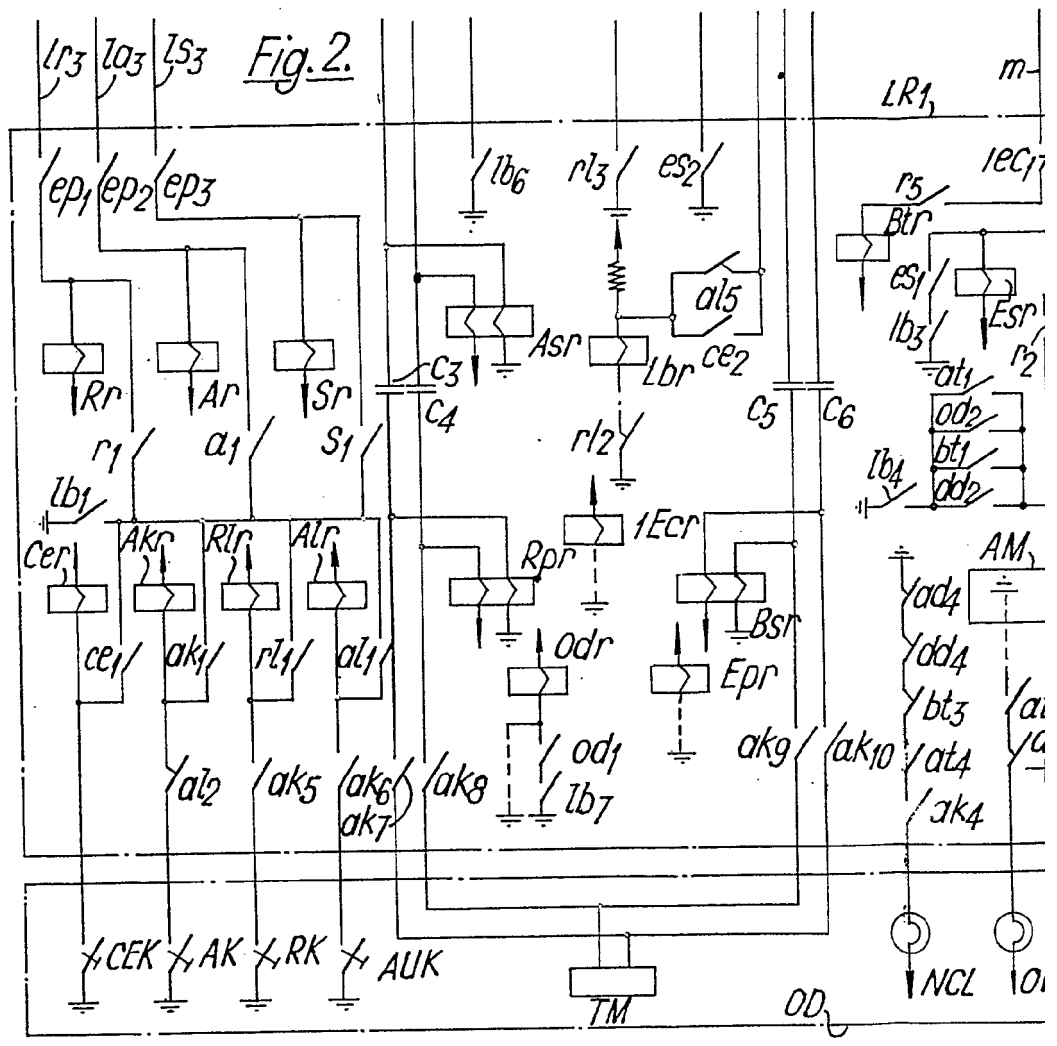 lr3 la3 ls3 Fig. 2. m
LR1
ep1 ep2 ep3 lb6 rl3 es2 1ec1
r5
Btr
al5 es1 Esr
Asr Lbr ce2 lb3 r2
Rr Ar Sr c3 c4 c5 c6 at1
od2
r1 a1 s1 rl2 bt1
lb1 lb4 dd2
Cer Akr Rlr Alr Rpr 1Ecr AM
ad4
Bsr
ce1 ak1 rl1 al1 Odr Epr dd4
bt3
od1 ak9 ak10 at4
al2 ak5 ak6 ak8 lb7
ak7 ak4
CEK AK RK AUK NCL
TM OD